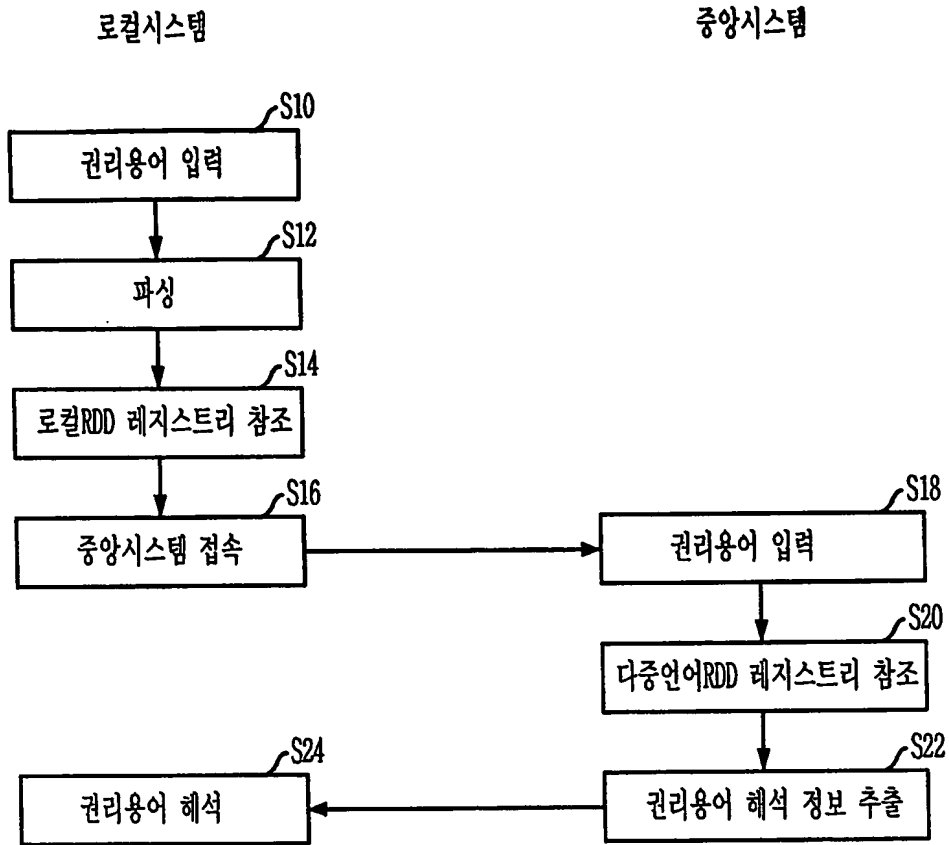 로컬시스템
중앙시스템
S10
권리용어 입력
S12
파싱
S14
로컬RDD 레지스트리 참조
S16
중앙시스템 접속
S18
권리용어 입력
S20
다중언어RDD 레지스트리 참조
S22
권리용어 해석 정보 추출
S24
권리용어 해석